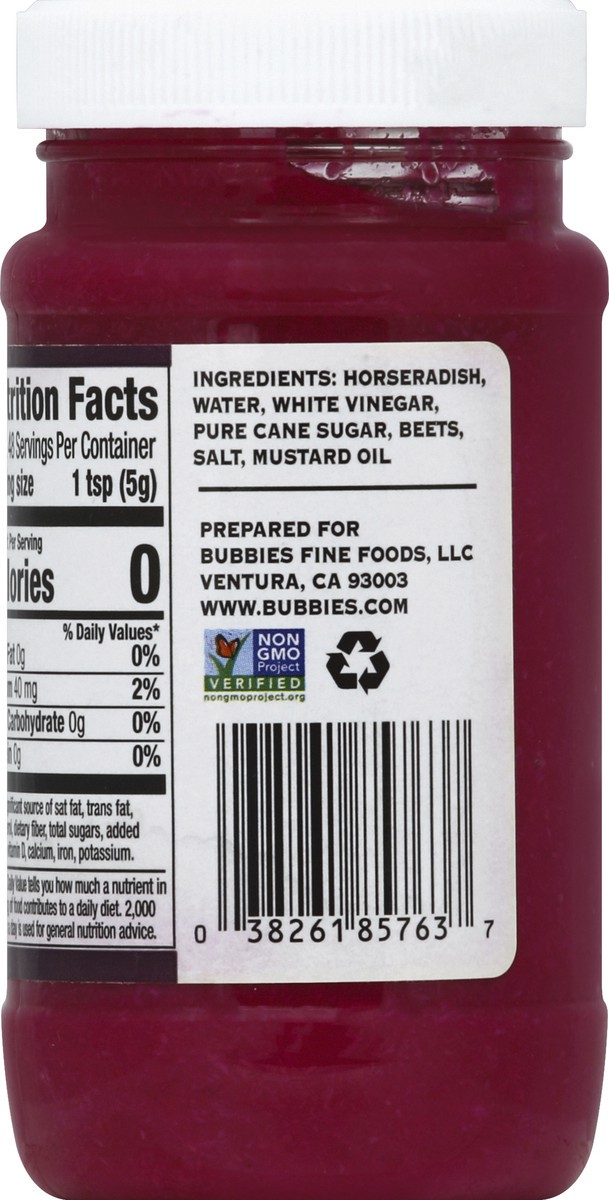 trition Facts
48 Servings Per Container
ng size 1 tsp (5g)
Per Serving
lories 0
% Daily Values*
Fat 0g 0%
m 40 mg 2%
Carbohydrate 0g 0%
in 0g 0%
nificant source of sat fat, trans fat,
rol, dietary fiber, total sugars, added
vitamin D, calcium, iron, potassium.
Daily Value tells you how much a nutrient in
of food contributes to a daily diet. 2,000
a day is used for general nutrition advice.
INGREDIENTS: HORSERADISH,
WATER, WHITE VINEGAR,
PURE CANE SUGAR, BEETS,
SALT, MUSTARD OIL
PREPARED FOR
BUBBIES FINE FOODS, LLC
VENTURA, CA 93003
WWW.BUBBIES.COM
NON
GMO
Project
VERIFIED
nongmoproject.org
0 38261 85763 7